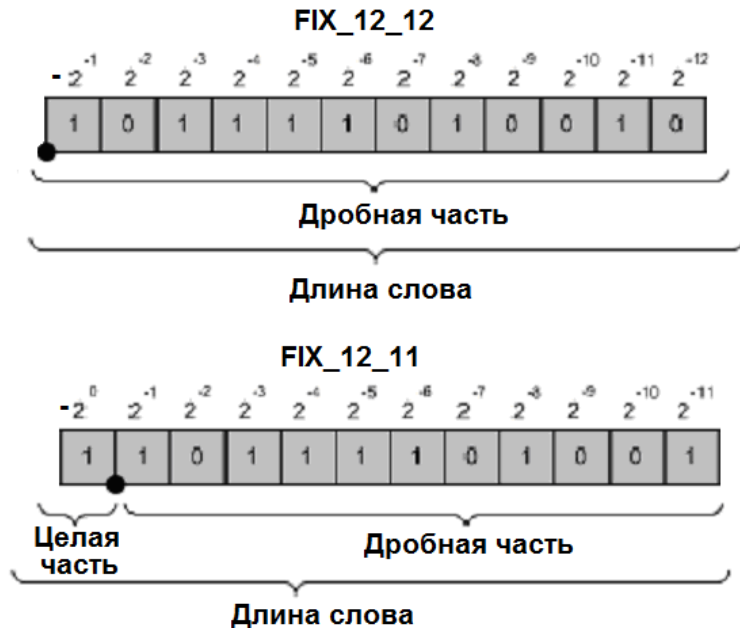 FIX_12_12
-2^-1 2^-2 2^-3 2^-4 2^-5 2^-6 2^-7 2^-8 2^-9 2^-10 2^-11 2^-12
1 0 1 1 1 1 0 1 0 0 1 0
Дробная часть
Длина слова
FIX_12_11
-2^0 2^-1 2^-2 2^-3 2^-4 2^-5 2^-6 2^-7 2^-8 2^-9 2^-10 2^-11
1 1 0 1 1 1 1 0 1 0 0 1
Целая
часть
Дробная часть
Длина слова